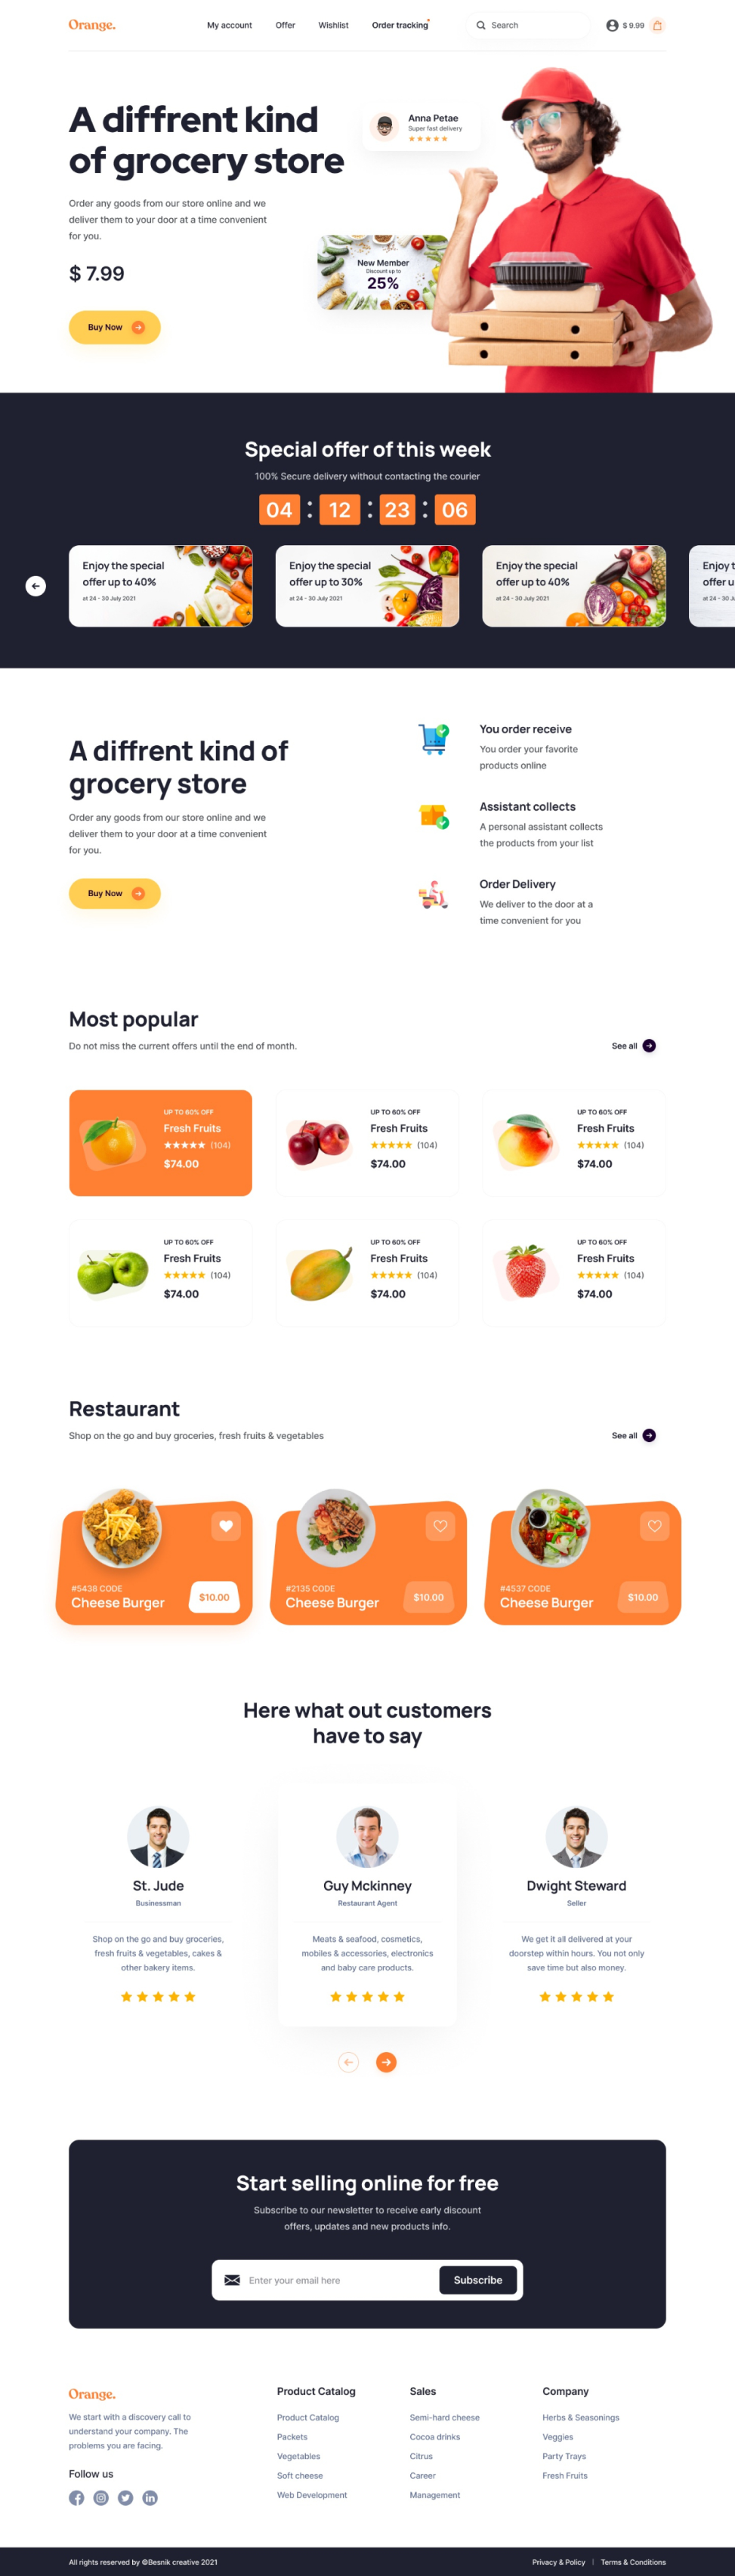 Orange.
My account
Offer
Wishlist
Order tracking
Search
$ 9.99
A diffrent kind
of grocery store
Anna Petae
Super fast delivery
Order any goods from our store online and we
deliver them to your door at a time convenient
for you.
$ 7.99
New Member
Discount up to
25%
Buy Now
Special offer of this week
100% Secure delivery without contacting the courier
04 : 12 : 23 : 06
Enjoy the special
offer up to 40%
at 24 - 30 July 2021
Enjoy the special
offer up to 30%
at 24 - 30 July 2021
Enjoy the special
offer up to 40%
at 24 - 30 July 2021
Enjoy t
offer u
at 24 - 30 J
A diffrent kind of
grocery store
Order any goods from our store online and we
deliver them to your door at a time convenient
for you.
Buy Now
You order receive
You order your favorite
products online
Assistant collects
A personal assistant collects
the products from your list
Order Delivery
We deliver to the door at a
time convenient for you
Most popular
Do not miss the current offers until the end of month.
See all
UP TO 60% OFF
Fresh Fruits
(104)
$74.00
UP TO 60% OFF
Fresh Fruits
(104)
$74.00
UP TO 60% OFF
Fresh Fruits
(104)
$74.00
UP TO 60% OFF
Fresh Fruits
(104)
$74.00
UP TO 60% OFF
Fresh Fruits
(104)
$74.00
UP TO 60% OFF
Fresh Fruits
(104)
$74.00
Restaurant
Shop on the go and buy groceries, fresh fruits & vegetables
See all
#5438 CODE
Cheese Burger
$10.00
#2135 CODE
Cheese Burger
$10.00
#4537 CODE
Cheese Burger
$10.00
Here what out customers
have to say
St. Jude
Businessman
Shop on the go and buy groceries,
fresh fruits & vegetables, cakes &
other bakery items.
Guy Mckinney
Restaurant Agent
Meats & seafood, cosmetics,
mobiles & accessories, electronics
and baby care products.
Dwight Steward
Seller
We get it all delivered at your
doorstep within hours. You not only
save time but also money.
Start selling online for free
Subscribe to our newsletter to receive early discount
offers, updates and new products info.
Enter your email here
Subscribe
Orange.
We start with a discovery call to
understand your company. The
problems you are facing.
Follow us
Product Catalog
Product Catalog
Packets
Vegetables
Soft cheese
Web Development
Sales
Semi-hard cheese
Cocoa drinks
Citrus
Career
Management
Company
Herbs & Seasonings
Veggies
Party Trays
Fresh Fruits
All rights reserved by ©Besnik creative 2021
Privacy & Policy | Terms & Conditions